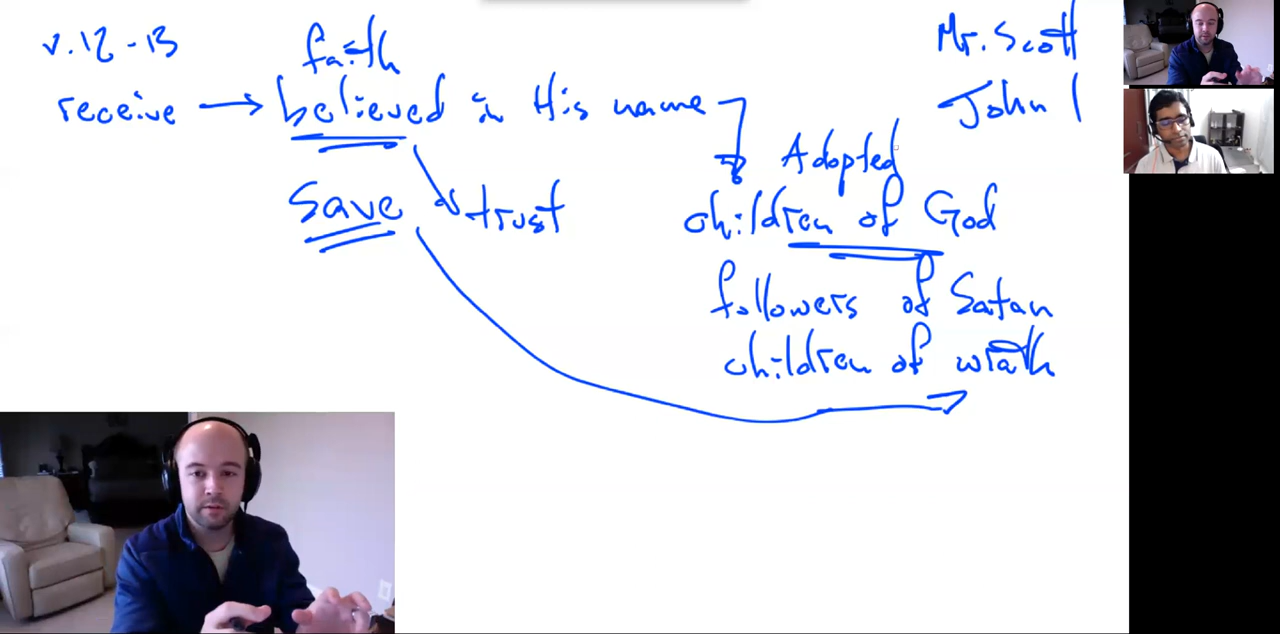 v. 12 - 13
faith
receive → believed in His name
Save
trust
Mr. Scott
John 1
Adopted
children of God
followers of Satan
children of wrath